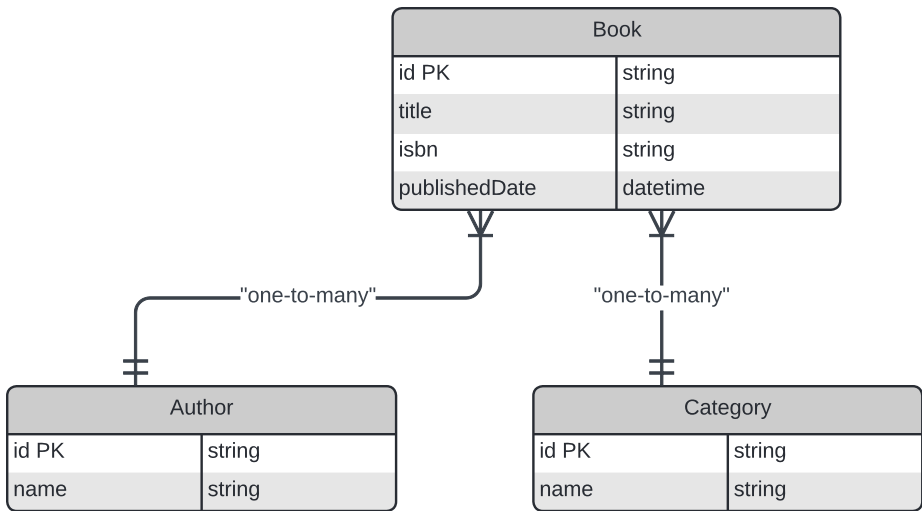 Book
id PK string
title string
isbn string
publishedDate datetime
"one-to-many" "one-to-many"
Author
id PK string
name string
Category
id PK string
name string